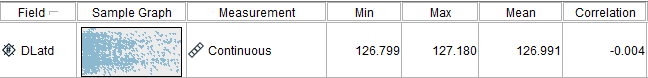 Field Sample Graph Measurement Min Max Mean Correlation
DLatd Continuous 126.799 127.180 126.991 -0.004